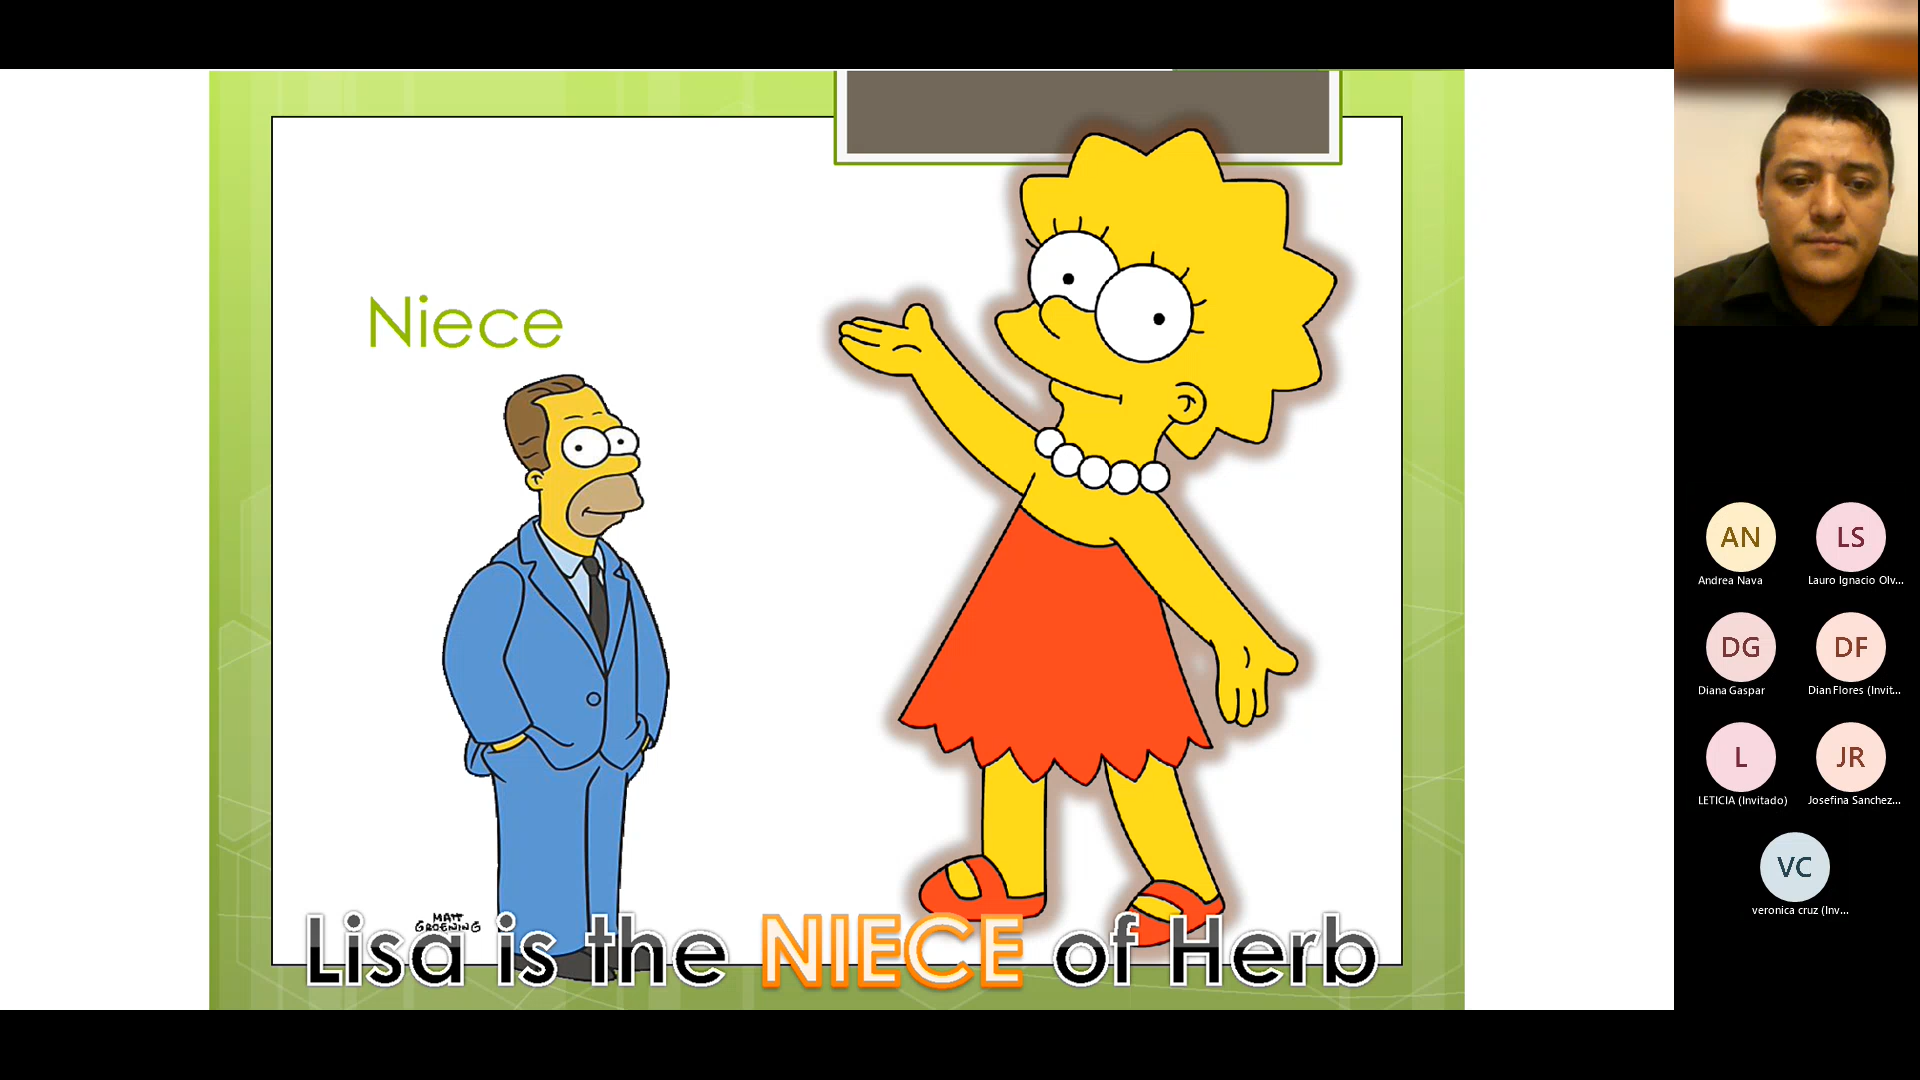 Niece
MATT
GROENING
Lisa is the NIECE of Herb
AN
LS
Andrea Nava
Lauro Ignacio Olv...
DG
DF
Diana Gaspar
Dian Flores (Invit...
L
JR
LETICIA (Invitado)
Josefina Sanchez...
VC
veronica cruz (Inv...